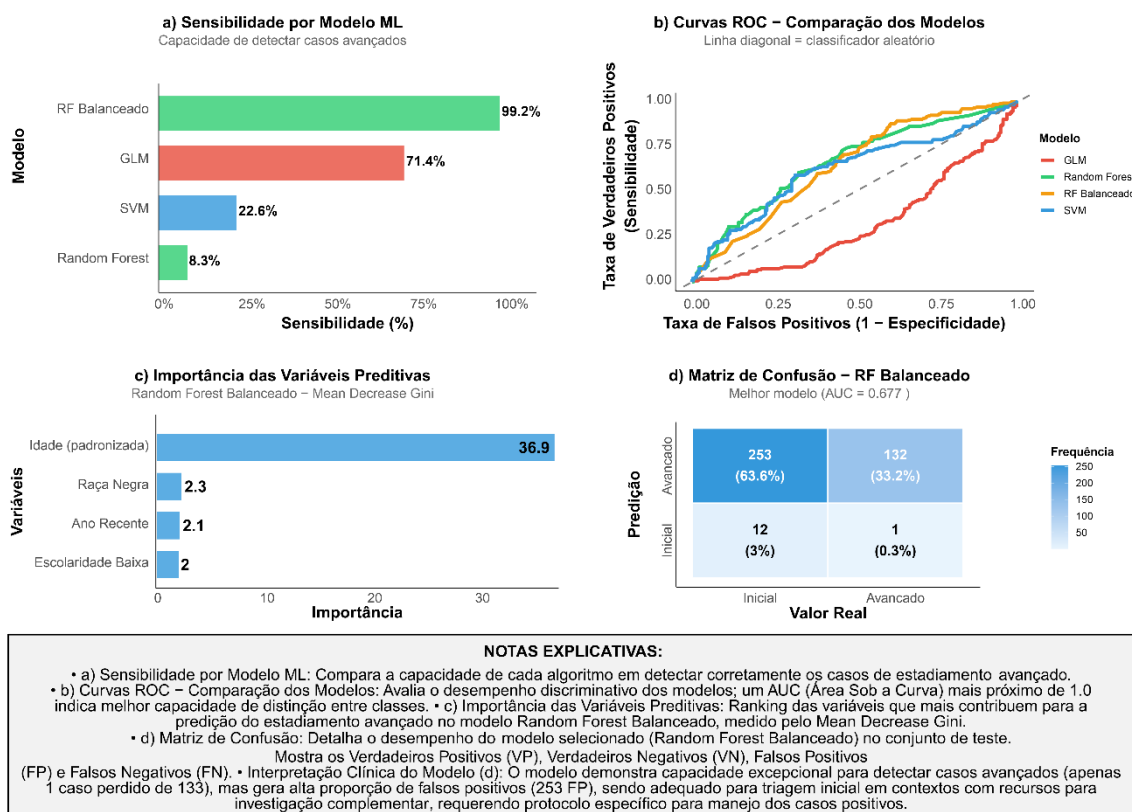 a) Sensibilidade por Modelo ML
Capacidade de detectar casos avançados
Modelo
RF Balanceado
99.2%
GLM
71.4%
SVM
22.6%
Random Forest
8.3%
0%
25%
50%
75%
100%
Sensibilidade (%)
b) Curvas ROC − Comparação dos Modelos
Linha diagonal = classificador aleatório
Taxa de Verdadeiros Positivos
(Sensibilidade)
1.00
0.75
0.50
0.25
0.00
0.00
0.25
0.50
0.75
1.00
Taxa de Falsos Positivos (1 − Especificidade)
Modelo
GLM
Random Forest
RF Balanceado
SVM
c) Importância das Variáveis Preditivas
Random Forest Balanceado − Mean Decrease Gini
Variáveis
Idade (padronizada)
36.9
Raça Negra
2.3
Ano Recente
2.1
Escolaridade Baixa
2
0
10
20
30
Importância
d) Matriz de Confusão − RF Balanceado
Melhor modelo (AUC = 0.677 )
Predição
Avancado
253
(63.6%)
132
(33.2%)
Inicial
12
(3%)
1
(0.3%)
Inicial
Avancado
Valor Real
Frequência
250
200
150
100
50
NOTAS EXPLICATIVAS:
• a) Sensibilidade por Modelo ML: Compara a capacidade de cada algoritmo em detectar corretamente os casos de estadiamento avançado.
• b) Curvas ROC − Comparação dos Modelos: Avalia o desempenho discriminativo dos modelos; um AUC (Área Sob a Curva) mais próximo de 1.0
indica melhor capacidade de distinção entre classes. • c) Importância das Variáveis Preditivas: Ranking das variáveis que mais contribuem para a
predição do estadiamento avançado no modelo Random Forest Balanceado, medido pelo Mean Decrease Gini.
• d) Matriz de Confusão: Detalha o desempenho do modelo selecionado (Random Forest Balanceado) no conjunto de teste.
Mostra os Verdadeiros Positivos (VP), Verdadeiros Negativos (VN), Falsos Positivos
(FP) e Falsos Negativos (FN). • Interpretação Clínica do Modelo (d): O modelo demonstra capacidade excepcional para detectar casos avançados (apenas
1 caso perdido de 133), mas gera alta proporção de falsos positivos (253 FP), sendo adequado para triagem inicial em contextos com recursos para
investigação complementar, requerendo protocolo específico para manejo dos casos positivos.